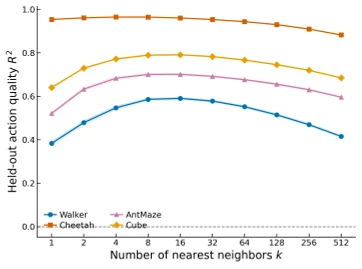 Held-out action quality R²
1.0
0.8
0.6
0.4
0.2
0.0
Walker
Cheetah
AntMaze
Cube
1 2 4 8 16 32 64 128 256 512
Number of nearest neighbors k